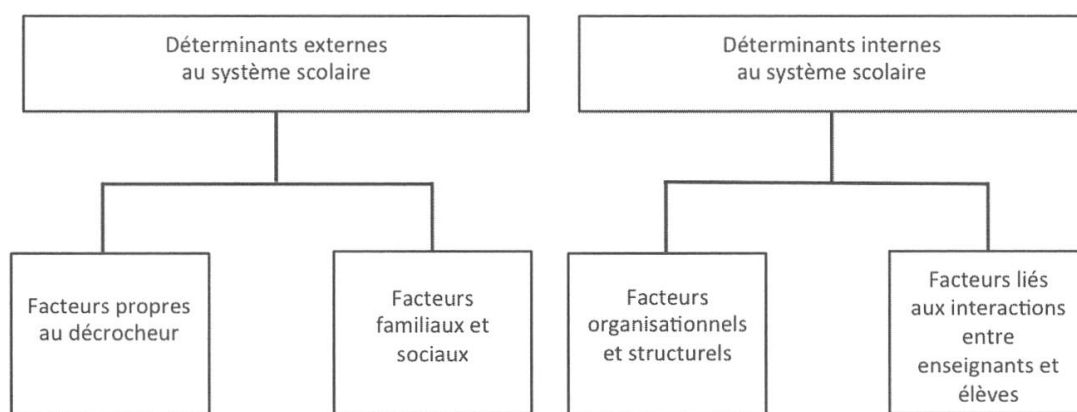 Déterminants externes
au système scolaire
Déterminants internes
au système scolaire
Facteurs propres
au décrocheur
Facteurs
familiaux et
sociaux
Facteurs
organisationnels
et structurels
Facteurs liés
aux interactions
entre
enseignants et
élèves